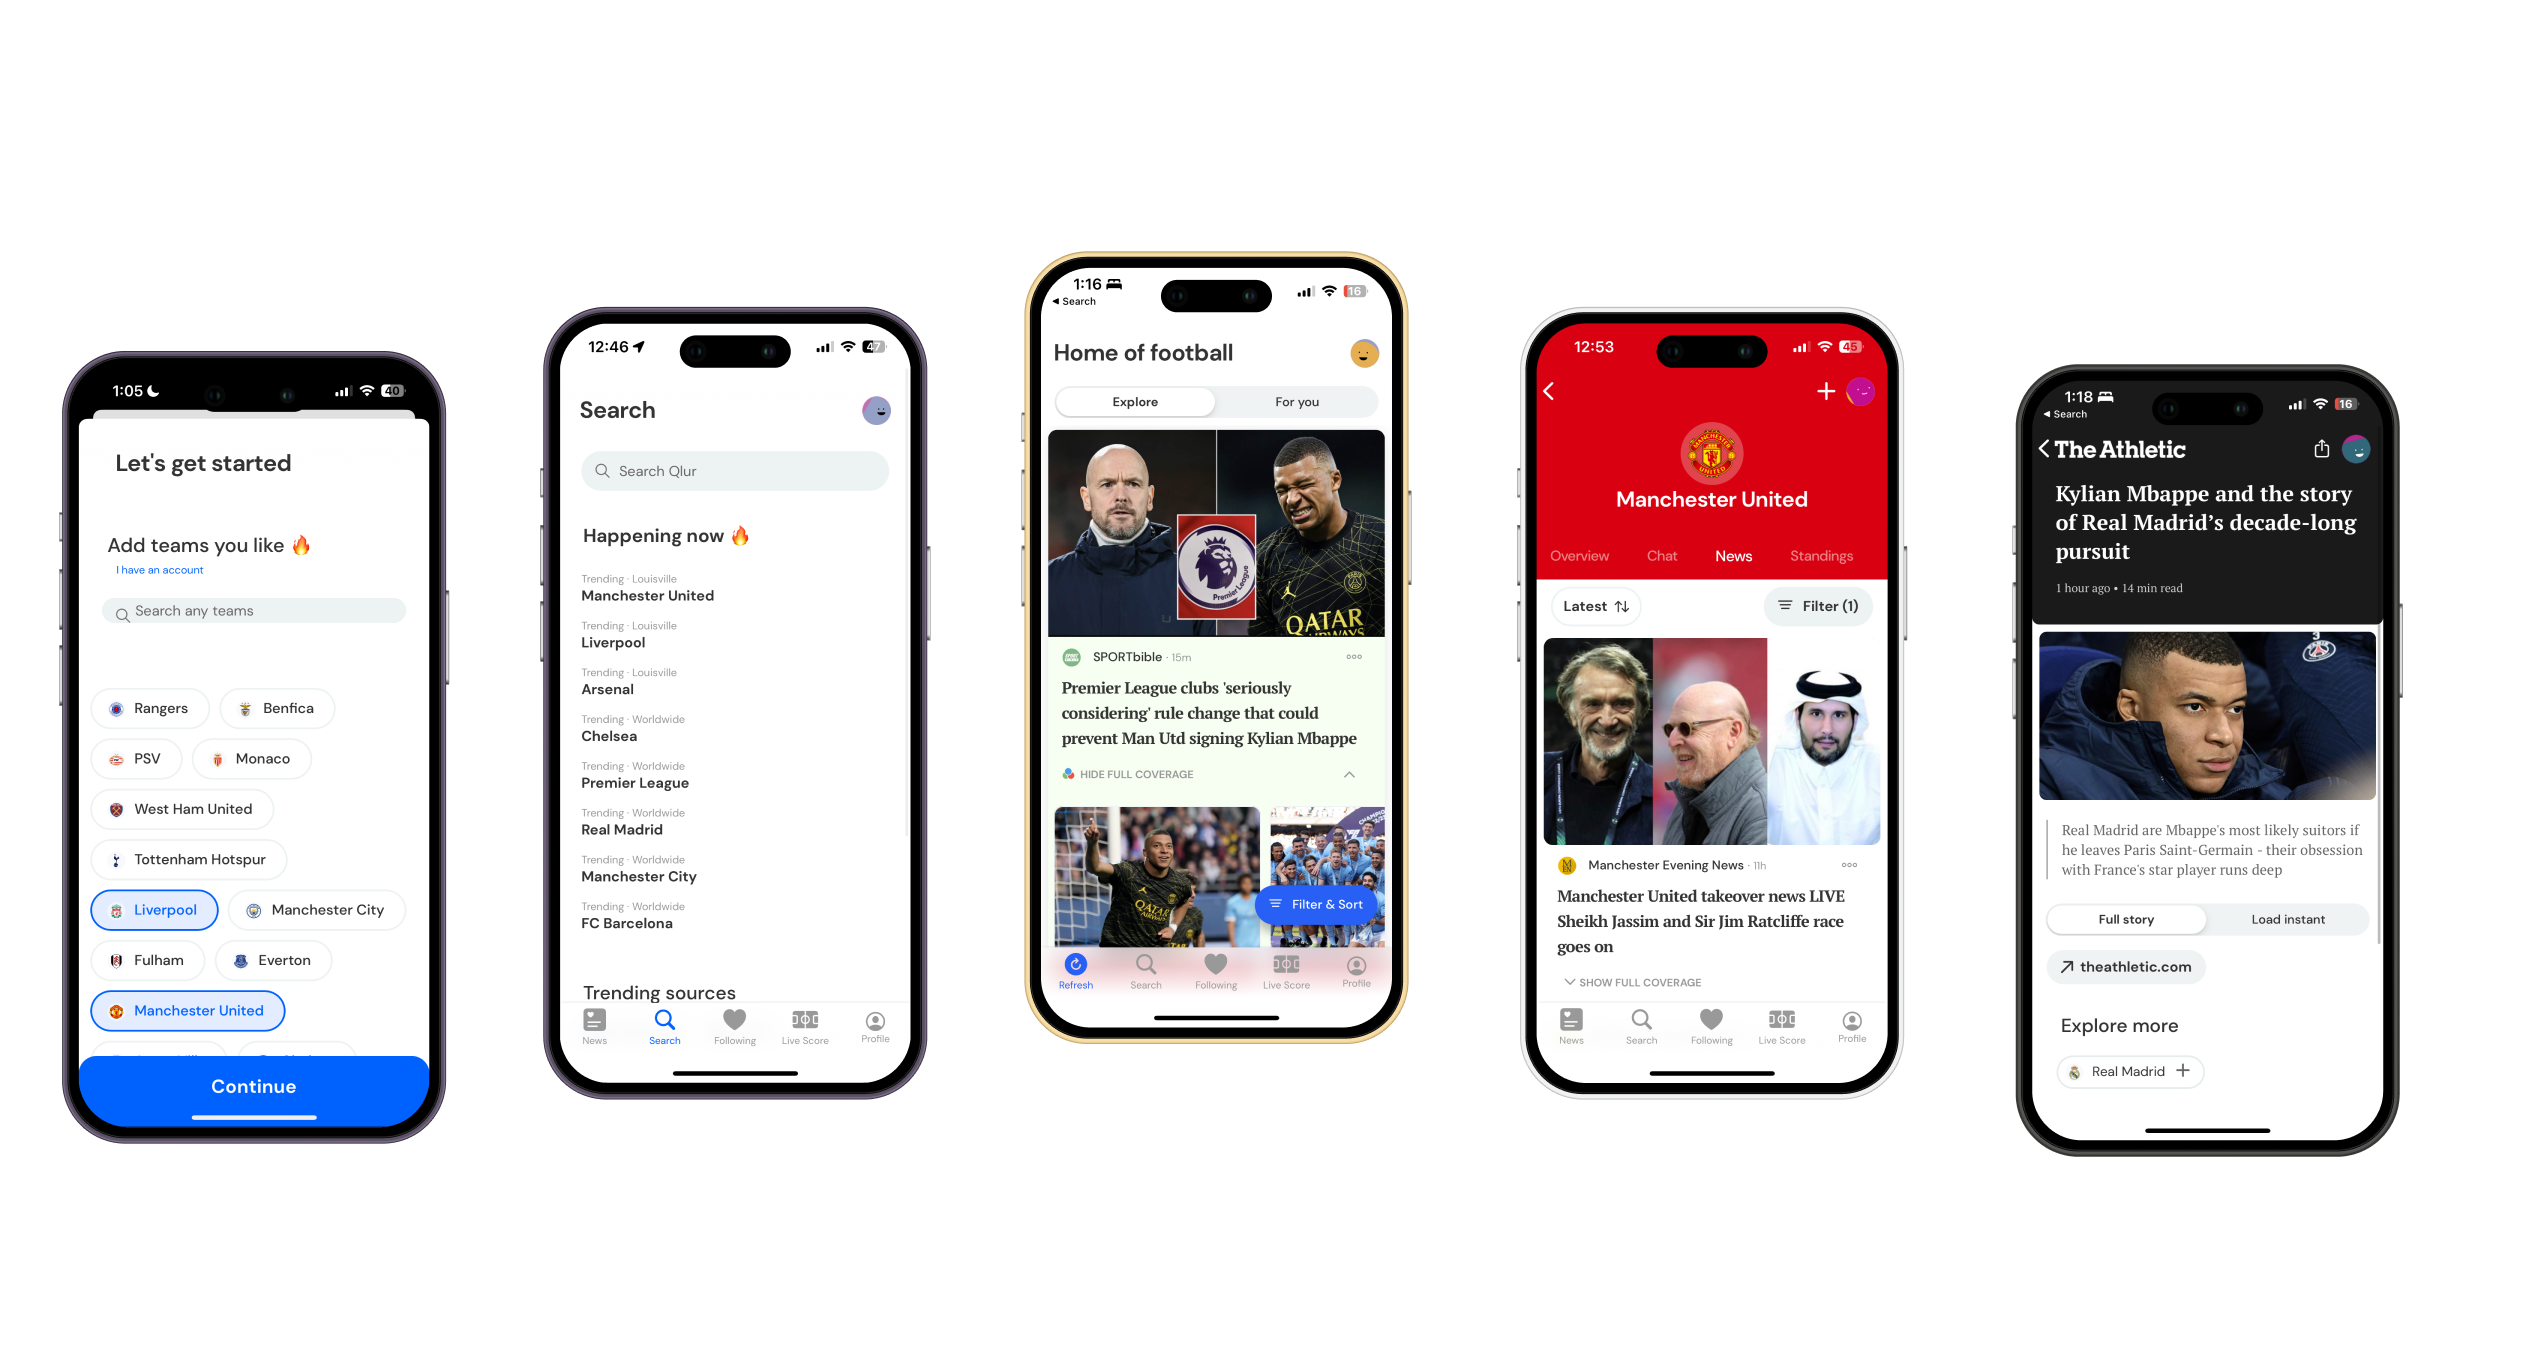 1:05
40
Let's get started
Add teams you like
I have an account
Search any teams
Rangers
Benfica
PSV
Monaco
West Ham United
Tottenham Hotspur
Liverpool
Manchester City
Fulham
Everton
Manchester United
Continue
12:46
47
Search
Search Qlur
Happening now
Trending · Louisville
Manchester United
Trending · Louisville
Liverpool
Trending · Louisville
Arsenal
Trending · Worldwide
Chelsea
Trending · Worldwide
Premier League
Trending · Worldwide
Real Madrid
Trending · Worldwide
Manchester City
Trending · Worldwide
FC Barcelona
Trending sources
News
Search
Following
Live Score
Profile
1:16
Search
16
Home of football
Explore
For you
Premier League
QATAR
AIRWAYS
SPORTbible · 15m
Premier League clubs 'seriously
considering' rule change that could
prevent Man Utd signing Kylian Mbappe
HIDE FULL COVERAGE
QATAR
Filter & Sort
Refresh
Search
Following
Live Score
Profile
12:53
45
MANCHESTER
UNITED
Manchester United
Overview
Chat
News
Standings
Latest
Filter (1)
Manchester Evening News · 11h
Manchester United takeover news LIVE
Sheikh Jassim and Sir Jim Ratcliffe race
goes on
SHOW FULL COVERAGE
News
Search
Following
Live Score
Profile
1:18
Search
16
The Athletic
Kylian Mbappe and the story
of Real Madrid’s decade-long
pursuit
1 hour ago • 14 min read
Real Madrid are Mbappe's most likely suitors if
he leaves Paris Saint-Germain - their obsession
with France's star player runs deep
Full story
Load instant
theathletic.com
Explore more
Real Madrid